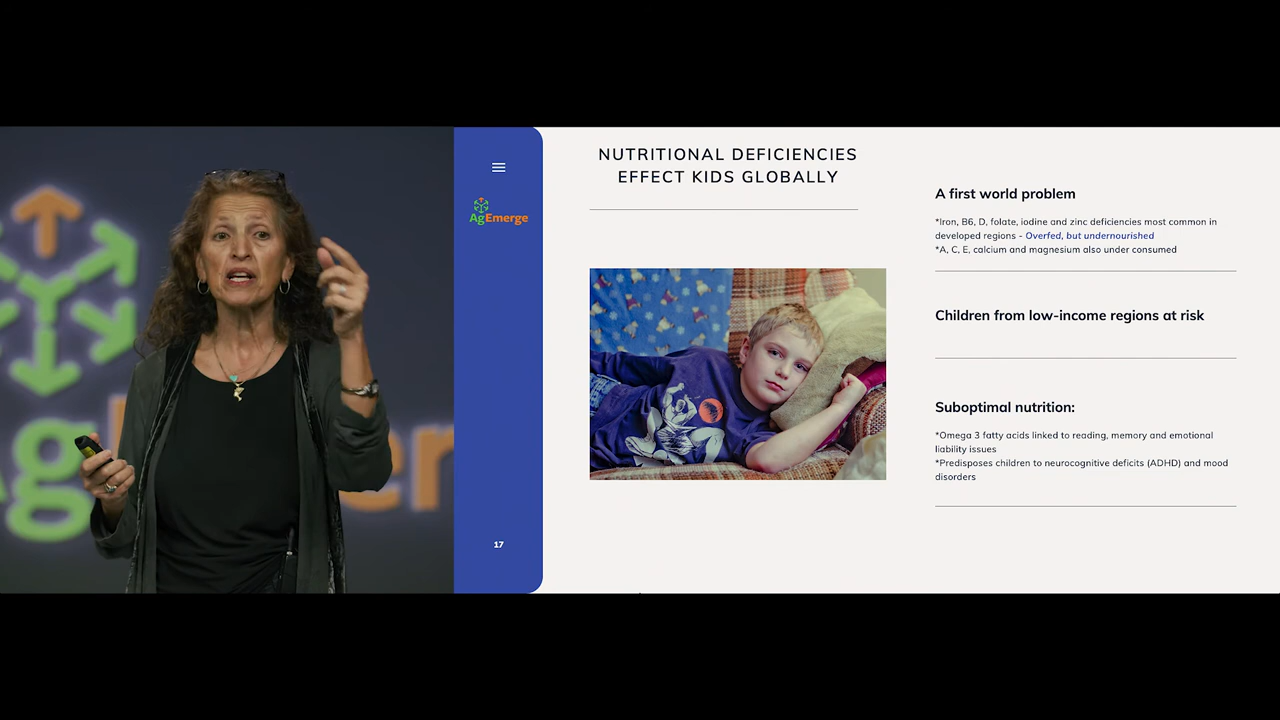 AgEmerge
17
NUTRITIONAL DEFICIENCIES
EFFECT KIDS GLOBALLY
A first world problem
*Iron, B6, D, folate, iodine and zinc deficiencies most common in
developed regions - Overfed, but undernourished
*A, C, E, calcium and magnesium also under consumed
Children from low-income regions at risk
Suboptimal nutrition:
*Omega 3 fatty acids linked to reading, memory and emotional
liability issues
*Predisposes children to neurocognitive deficits (ADHD) and mood
disorders